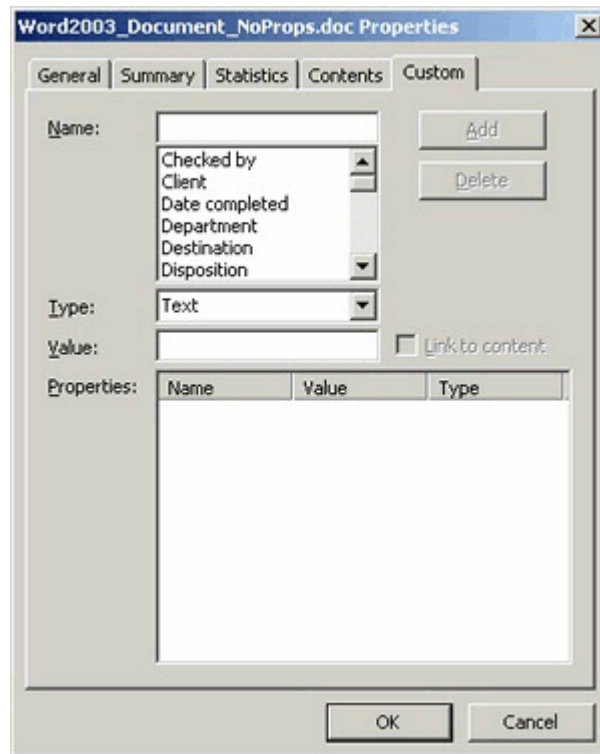 Word2003_Document_NoProps.doc Properties
General Summary Statistics Contents Custom
Name:
Add
Checked by
Client
Date completed
Department
Destination
Disposition
Delete
Type: Text
Value:
Link to content
Properties: Name Value Type
OK Cancel